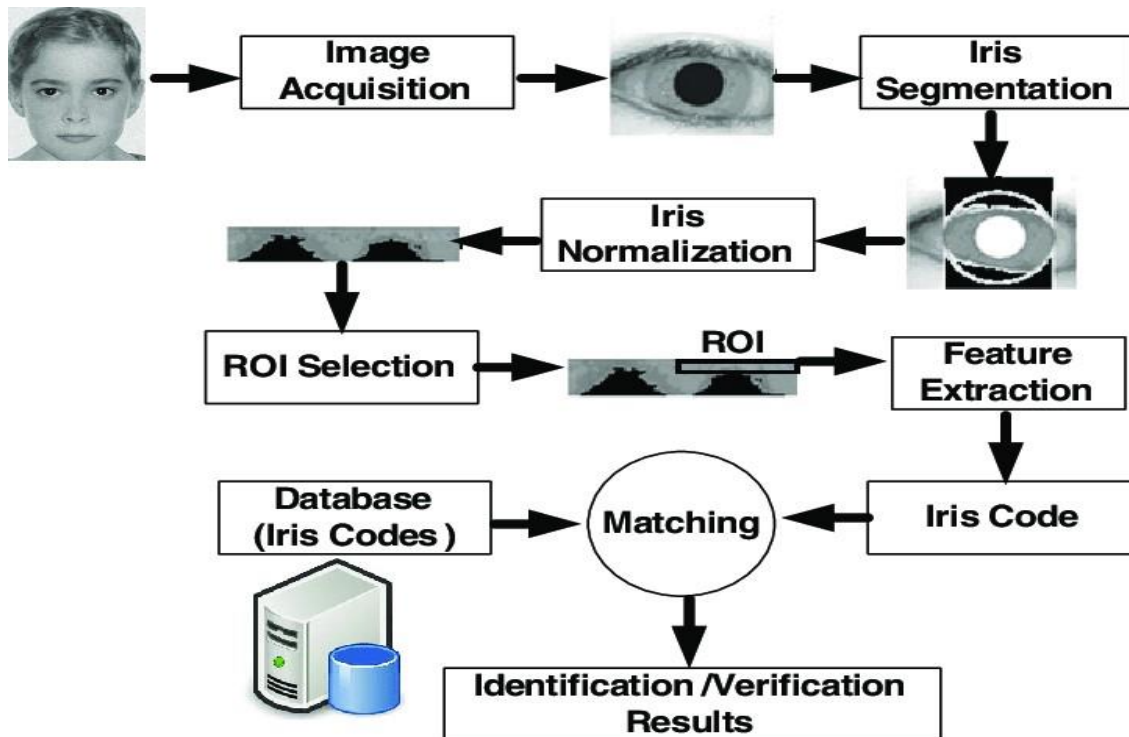 Image
Acquisition
Iris
Segmentation
Iris
Normalization
ROI Selection
ROI
Feature
Extraction
Database
(Iris Codes )
Matching
Iris Code
Identification /Verification
Results